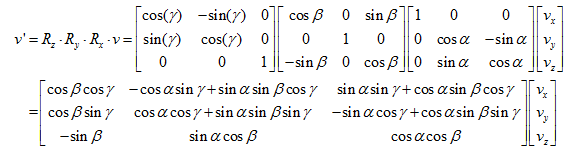 v' = R_z · R_y · R_x · v = [cos(γ) −sin(γ) 0; sin(γ) cos(γ) 0; 0 0 1] [cos β 0 sin β; 0 1 0; −sin β 0 cos β] [1 0 0; 0 cos α −sin α; 0 sin α cos α] [v_x; v_y; v_z]
= [cos β cos γ −cos α sin γ + sin α sin β cos γ sin α sin γ + cos α sin β cos γ; cos β sin γ cos α cos γ + sin α sin β sin γ −sin α cos γ + cos α sin β sin γ; −sin β sin α cos β cos α cos β] [v_x; v_y; v_z]